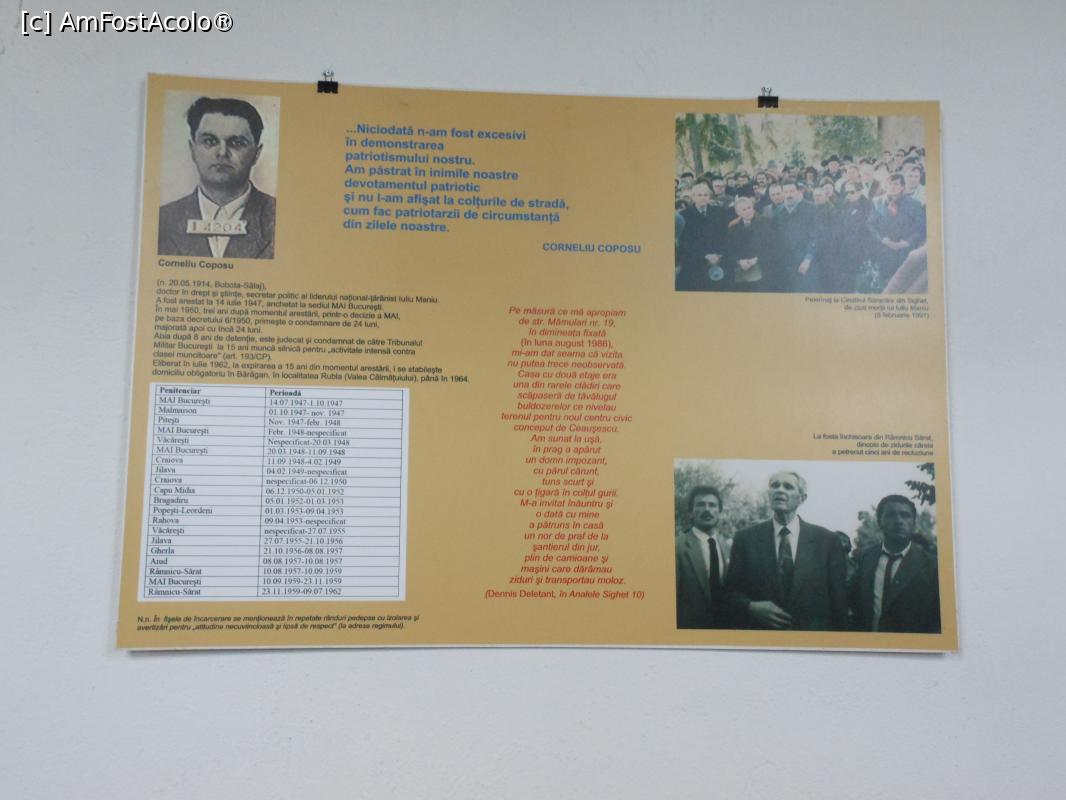 [c] AmFostAcolo®
14204
Corneliu Coposu
...Niciodată n-am fost excesivi
în demonstrarea
patriotismului nostru.
Am păstrat în inimile noastre
devotamentul patriotic
şi nu l-am afişat la colţurile de stradă,
cum fac patriotarzii de circumstanţă
din zilele noastre.
CORNELIU COPOSU
(n. 20.05.1914, Bobota-Sălaj),
doctor în drept şi ştiinţe, secretar politic al liderului naţional-ţărănist Iuliu Maniu.
A fost arestat la 14 iulie 1947, anchetat la sediul MAI Bucureşti.
În mai 1950, trei ani după momentul arestării, printr-o decizie a MAI,
pe baza decretului 6/1950, primeşte o condamnare de 24 luni,
majorată apoi cu încă 24 luni.
Abia după 8 ani de detenţie, este judecat şi condamnat de către Tribunalul
Militar Bucureşti la 15 ani muncă silnică pentru „activitate intensă contra
clasei muncitoare” (art. 193/CP).
Eliberat în iulie 1962, la expirarea a 15 ani din momentul arestării, i se stabileşte
domiciliu obligatoriu în Bărăgan, în localitatea Rubla (Valea Călmăţuiului), până în 1964.
Penitenciar Perioadă
MAI Bucureşti 14.07.1947-1.10.1947
Malmaison 01.10.1947- nov. 1947
Piteşti Nov. 1947-febr. 1948
MAI Bucureşti Febr. 1948-nespecificat
Văcăreşti Nespecificat-20.03.1948
MAI Bucureşti 20.03.1948-11.09.1948
Craiova 11.09.1948-4.02.1949
Jilava 04.02.1949-nespecificat
Craiova nespecificat-06.12.1950
Capu Midia 06.12.1950-05.01.1952
Bragadiru 05.01.1952-01.03.1953
Popeşti-Leordeni 01.03.1953-09.04.1953
Rahova 09.04.1953-nespecificat
Văcăreşti nespecificat-27.07.1955
Jilava 27.07.1955-21.10.1956
Gherla 21.10.1956-08.08.1957
Aiud 08.08.1957-10.08.1957
Râmnicu-Sărat 10.08.1957-10.09.1959
MAI Bucureşti 10.09.1959-23.11.1959
Râmnicu-Sărat 23.11.1959-09.07.1962
N.n. În fişele de încarcerare se menţionează în repetate rânduri pedepse cu izolarea şi
avertizări pentru „atitudine necuviincioasă şi lipsă de respect” (la adresa regimului).
Pe măsură ce mă apropiam
de str. Mămulari nr. 19,
în dimineaţa fixată
(în luna august 1986),
mi-am dat seama că vizita
nu putea trece neobservată.
Casa cu două etaje era
una din rarele clădiri care
scăpaseră de tăvălugul
buldozerelor ce nivelau
terenul pentru noul centru civic
conceput de Ceauşescu.
Am sunat la uşă,
în prag a apărut
un domn impozant,
cu părul cărunt,
tuns scurt şi
cu o ţigară în colţul gurii.
M-a invitat înăuntru şi
o dată cu mine
a pătruns în casă
un nor de praf de la
şantierul din jur,
plin de camioane şi
maşini care dărâmau
ziduri şi transportau moloz.
(Dennis Deletant, în Analele Sighet 10)
Pelerinaj la Cimitirul Săracilor din Sighet,
de ziua morţii lui Iuliu Maniu
(5 februarie 1991)
La fosta închisoare din Râmnicu Sărat,
dincolo de zidurile căreia
a petrecut cinci ani de recluziune